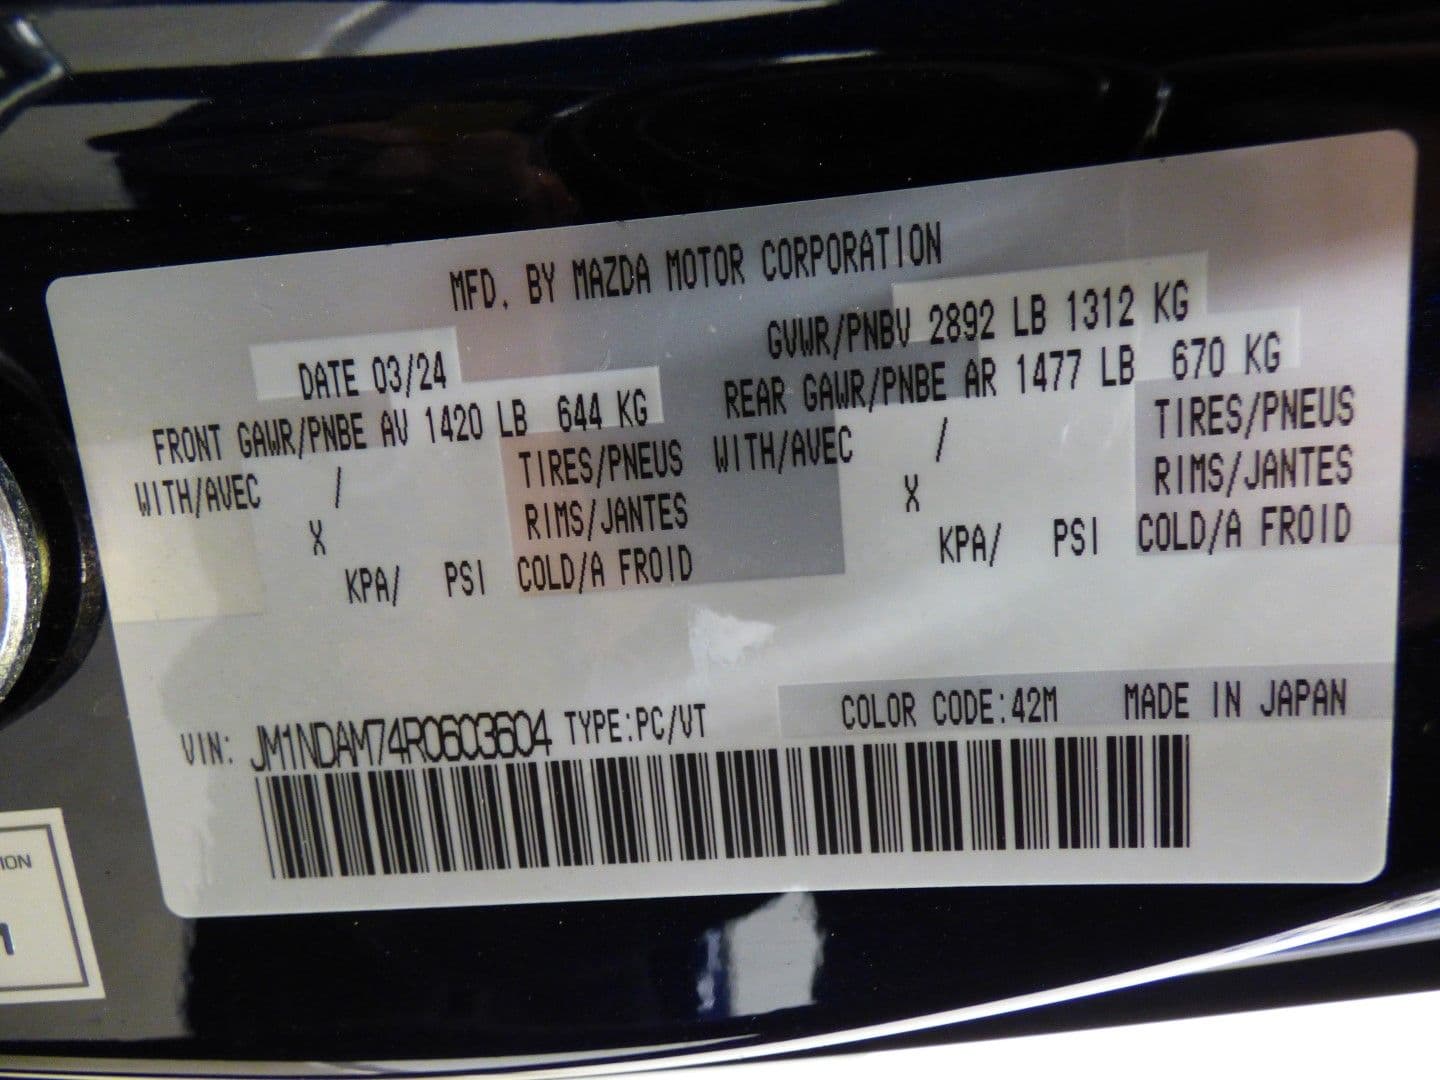 MFD. BY MAZDA MOTOR CORPORATION
DATE 03/24
GVWR/PNBV 2892 LB 1312 KG
FRONT GAWR/PNBE AV 1420 LB 644 KG
REAR GAWR/PNBE AR 1477 LB 670 KG
WITH/AVEC / TIRES/PNEUS
X RIMS/JANTES
KPA/ PSI COLD/A FROID
WITH/AVEC / TIRES/PNEUS
X RIMS/JANTES
KPA/ PSI COLD/A FROID
VIN: JM1NDAM74R0603604 TYPE:PC/VT COLOR CODE:42M MADE IN JAPAN